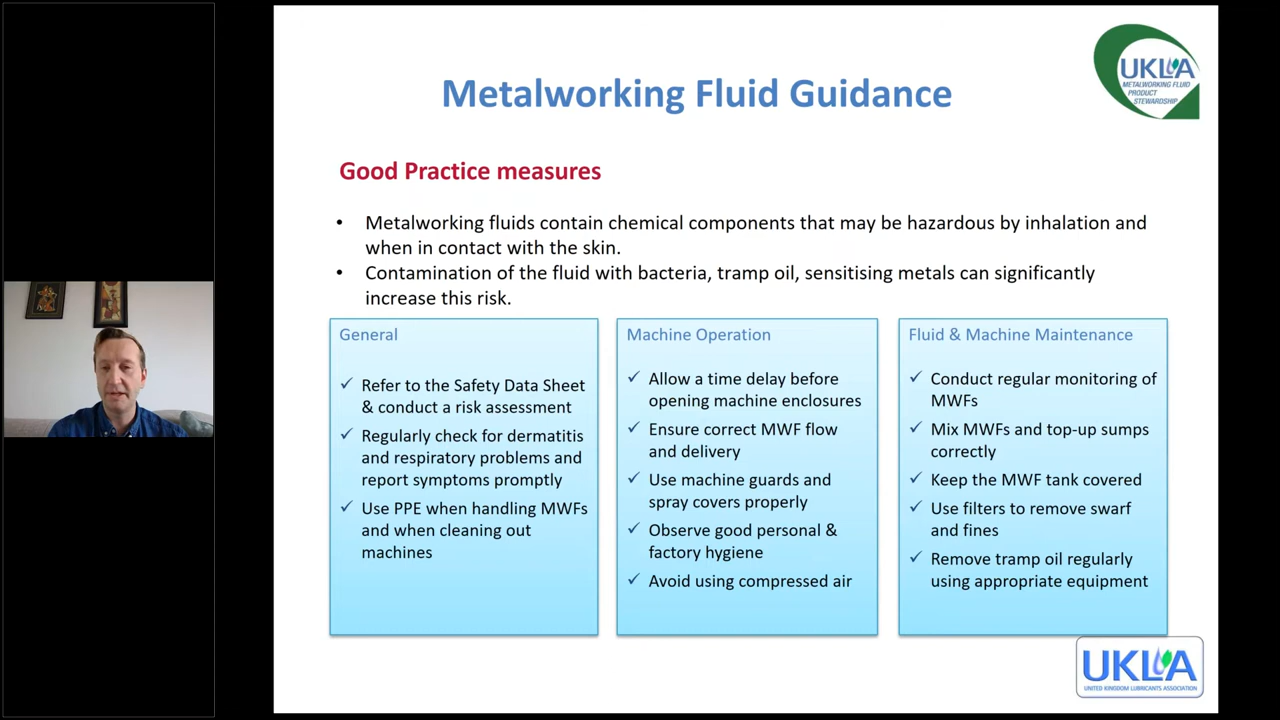 UKLA
METALWORKING FLUID
PRODUCT
STEWARDSHIP
Metalworking Fluid Guidance
Good Practice measures
• Metalworking fluids contain chemical components that may be hazardous by inhalation and
when in contact with the skin.
• Contamination of the fluid with bacteria, tramp oil, sensitising metals can significantly
increase this risk.
General
✓ Refer to the Safety Data Sheet
& conduct a risk assessment
✓ Regularly check for dermatitis
and respiratory problems and
report symptoms promptly
✓ Use PPE when handling MWFs
and when cleaning out
machines
Machine Operation
✓ Allow a time delay before
opening machine enclosures
✓ Ensure correct MWF flow
and delivery
✓ Use machine guards and
spray covers properly
✓ Observe good personal &
factory hygiene
✓ Avoid using compressed air
Fluid & Machine Maintenance
✓ Conduct regular monitoring of
MWFs
✓ Mix MWFs and top-up sumps
correctly
✓ Keep the MWF tank covered
✓ Use filters to remove swarf
and fines
✓ Remove tramp oil regularly
using appropriate equipment
UKLA
UNITED KINGDOM LUBRICANTS ASSOCIATION